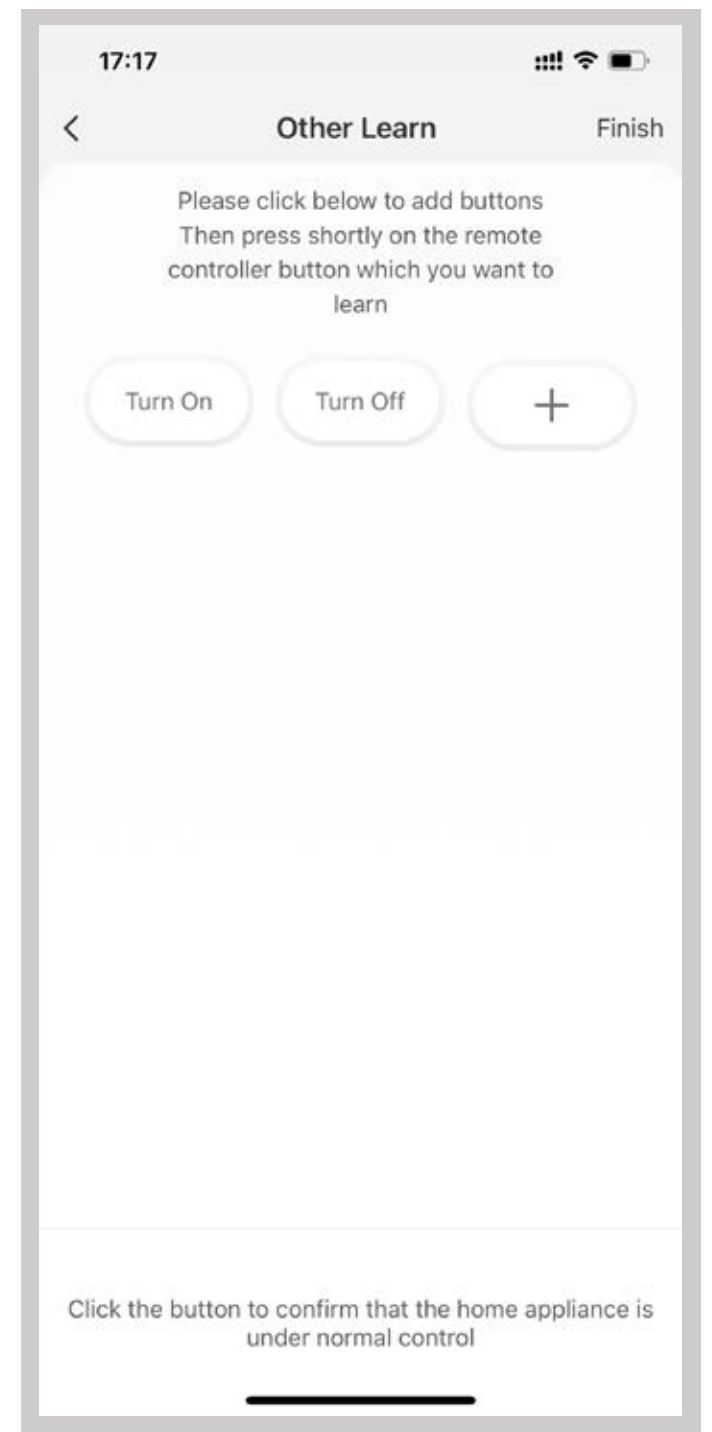 17:17
Other Learn
Finish
Please click below to add buttons
Then press shortly on the remote
controller button which you want to
learn
Turn On
Turn Off
Click the button to confirm that the home appliance is
under normal control